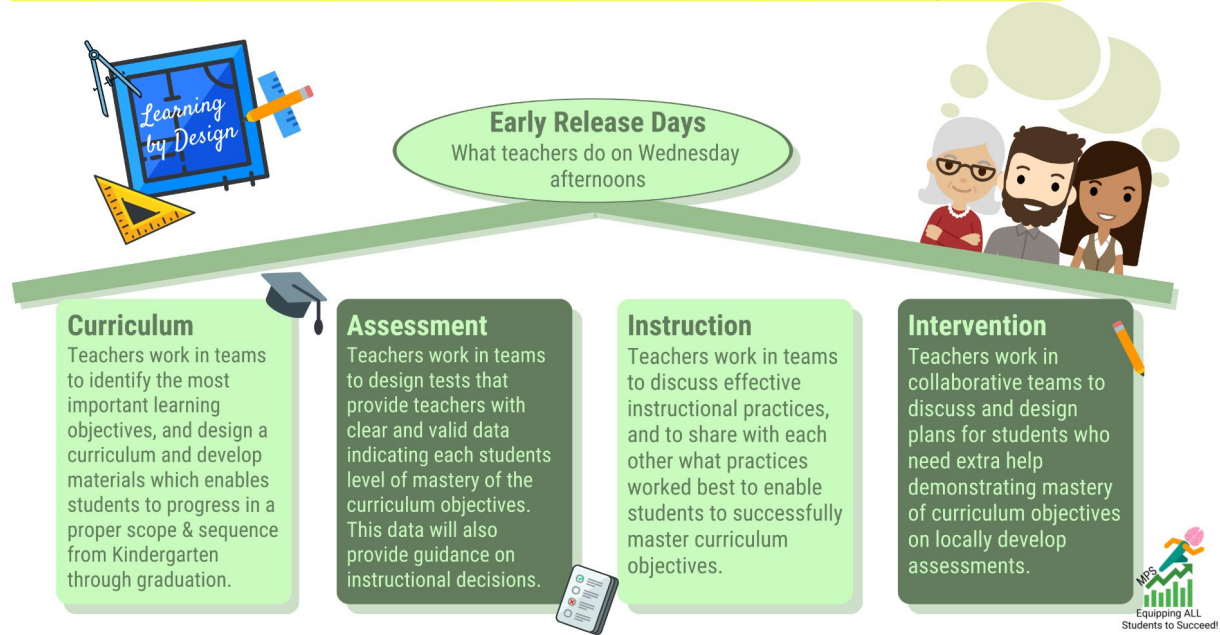 Learning
by Design
Early Release Days
What teachers do on Wednesday
afternoons
Curriculum
Teachers work in teams
to identify the most
important learning
objectives, and design a
curriculum and develop
materials which enables
students to progress in a
proper scope & sequence
from Kindergarten
through graduation.
Assessment
Teachers work in teams
to design tests that
provide teachers with
clear and valid data
indicating each students
level of mastery of the
curriculum objectives.
This data will also
provide guidance on
instructional decisions.
Instruction
Teachers work in teams
to discuss effective
instructional practices,
and to share with each
other what practices
worked best to enable
students to successfully
master curriculum
objectives.
Intervention
Teachers work in
collaborative teams to
discuss and design
plans for students who
need extra help
demonstrating mastery
of curriculum objectives
on locally develop
assessments.
MPS
Equipping ALL
Students to Succeed!